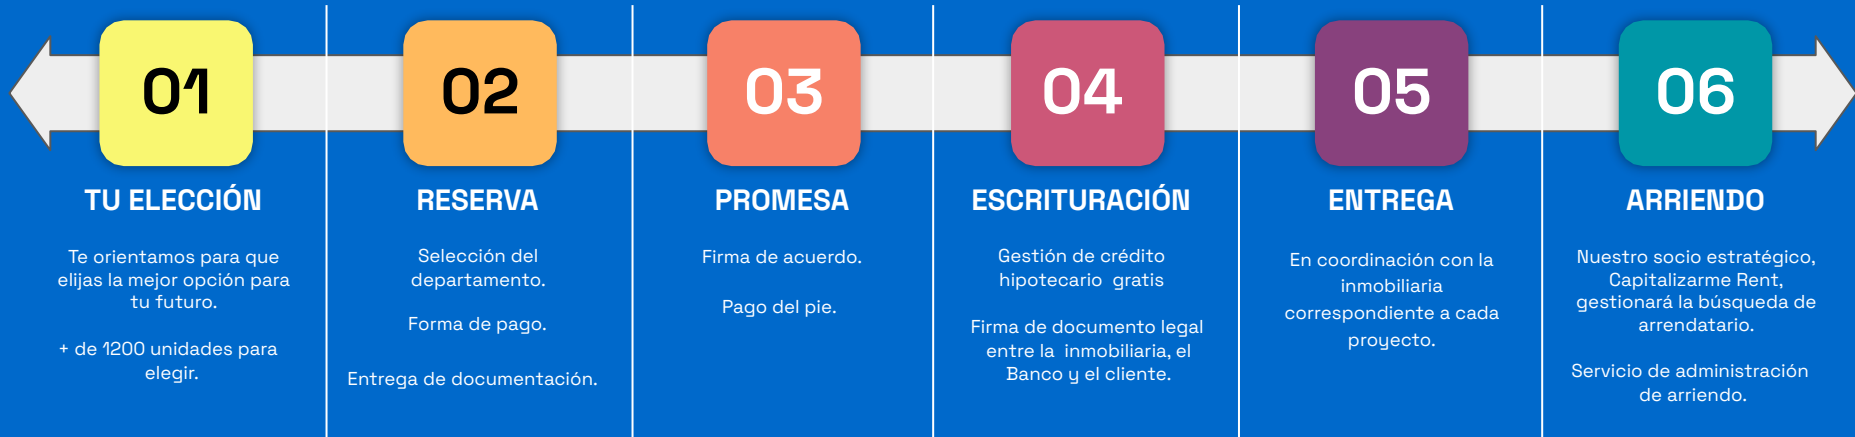 01
TU ELECCIÓN
Te orientamos para que
elijas la mejor opción para
tu futuro.
+ de 1200 unidades para
elegir.
02
RESERVA
Selección del
departamento.
Forma de pago.
Entrega de documentación.
03
PROMESA
Firma de acuerdo.
Pago del pie.
04
ESCRITURACIÓN
Gestión de crédito
hipotecario gratis
Firma de documento legal
entre la inmobiliaria, el
Banco y el cliente.
05
ENTREGA
En coordinación con la
inmobiliaria
correspondiente a cada
proyecto.
06
ARRIENDO
Nuestro socio estratégico,
Capitalizarme Rent,
gestionará la búsqueda de
arrendatario.
Servicio de administración
de arriendo.